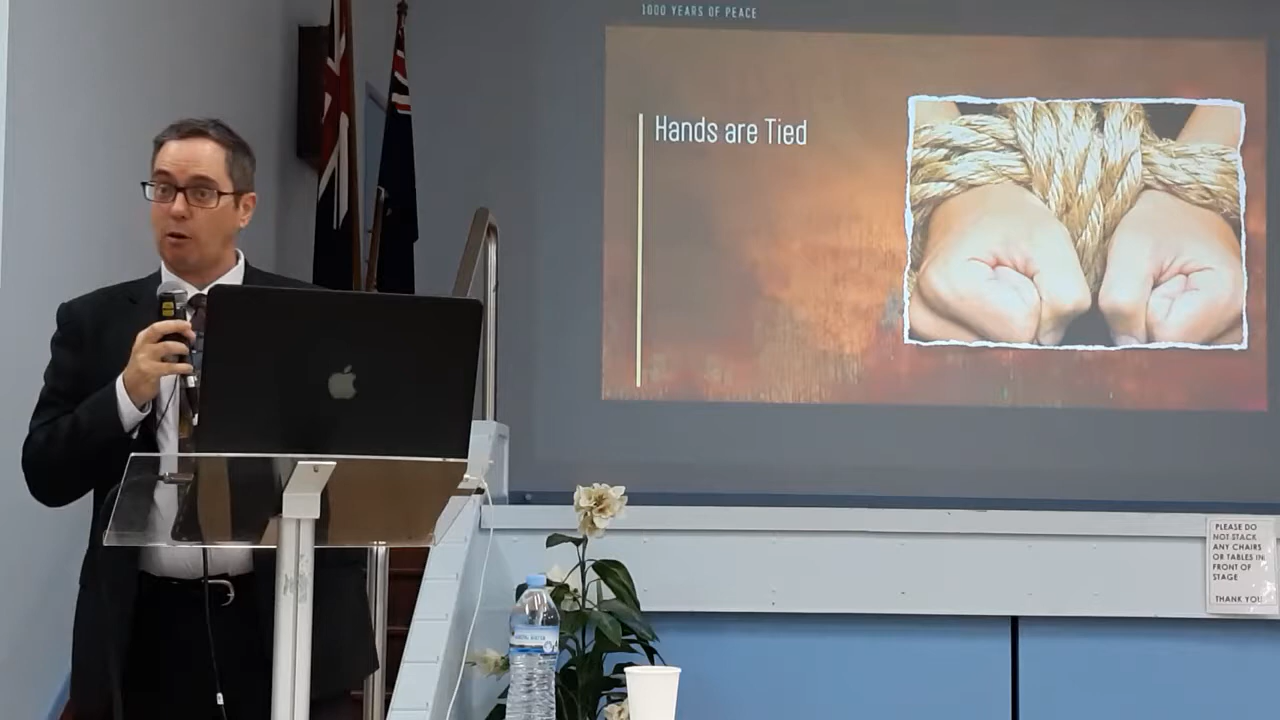 1000 YEARS OF PEACE
Hands are Tied
PLEASE DO
NOT STACK
ANY CHAIRS
OR TABLES IN
FRONT OF
STAGE
THANK YOU